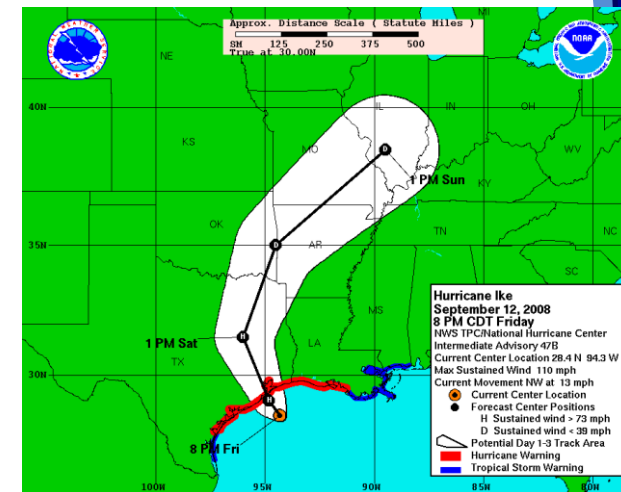 Approx. Distance Scale ( Statute Miles )
SM 125 250 375 500
True at 30.00N
NOAA
NE
IL
IN
OH
40N
KS
MO
WV
1 PM Sun
KY
OK
35N
AR
TN
NC
SC
MS
1 PM Sat
TX
LA
30N
H
D
D
H
8 PM Fri
Hurricane Ike
September 12, 2008
8 PM CDT Friday
NWS TPC/National Hurricane Center
Intermediate Advisory 47B
Current Center Location 28.4 N 94.3 W
Max Sustained Wind 110 mph
Current Movement NW at 13 mph
Current Center Location
Forecast Center Positions
H Sustained wind > 73 mph
D Sustained wind < 39 mph
Potential Day 1-3 Track Area
Hurricane Warning
Tropical Storm Warning
100W 95W 90W 85W 80W